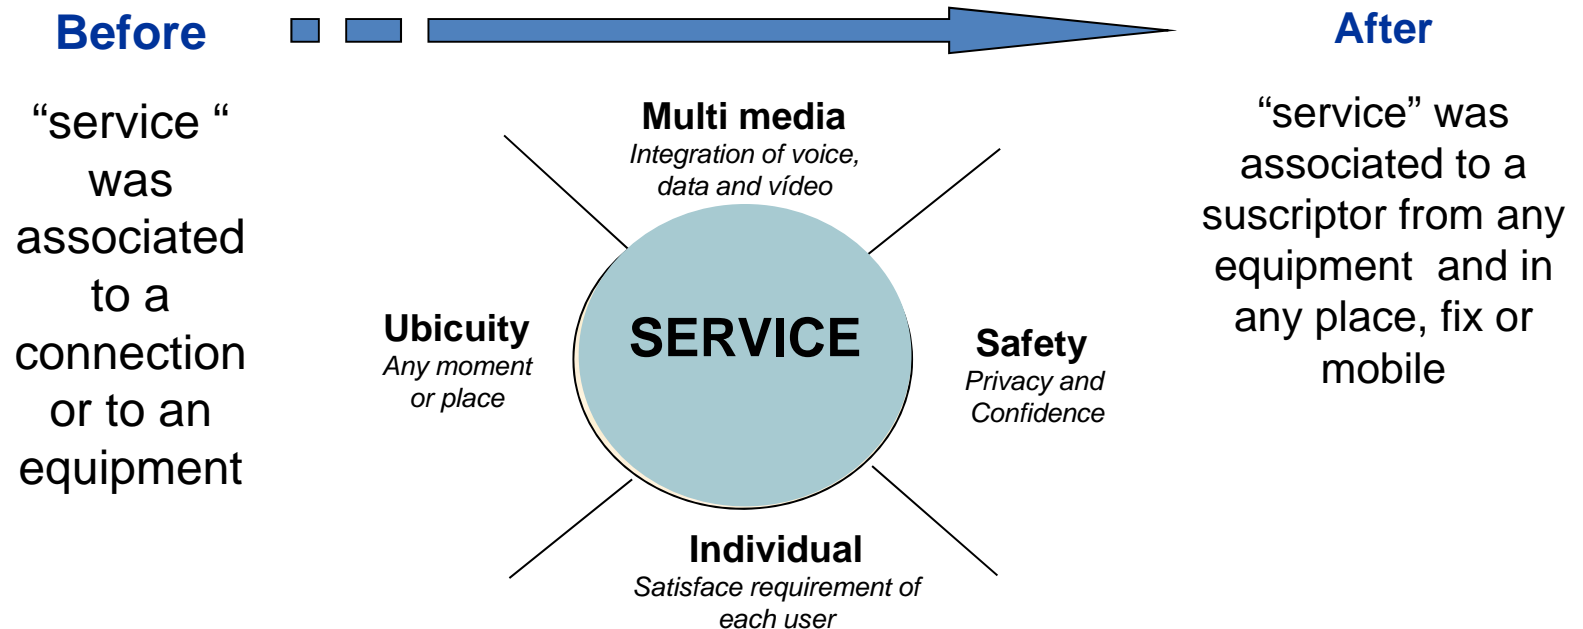 Before
After
“service “
was
associated
to a
connection
or to an
equipment
Multi media
Integration of voice,
data and vídeo
Ubicuity
Any moment
or place
SERVICE
Safety
Privacy and
Confidence
Individual
Satisface requirement of
each user
“service” was
associated to a
suscriptor from any
equipment  and in
any place, fix or
mobile